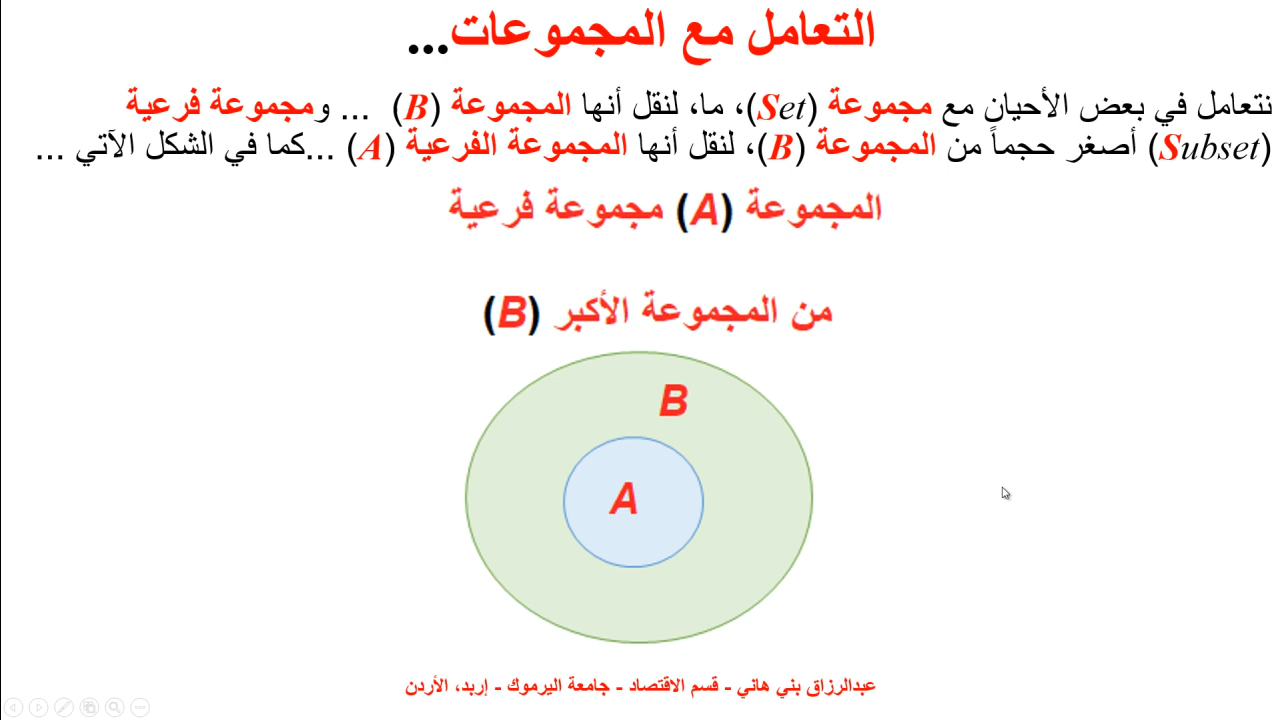 التعامل مع المجموعات...
نتعامل في بعض الأحيان مع مجموعة (Set)، ما، لنقل أنها المجموعة (B) ... ومجموعة فرعية
(Subset) أصغر حجماً من المجموعة (B)، لنقل أنها المجموعة الفرعية (A) ...كما في الشكل الآتي ...
المجموعة (A) مجموعة فرعية
من المجموعة الأكبر (B)
B
A
عبدالرزاق بني هاني - قسم الاقتصاد - جامعة اليرموك - إربد، الأردن